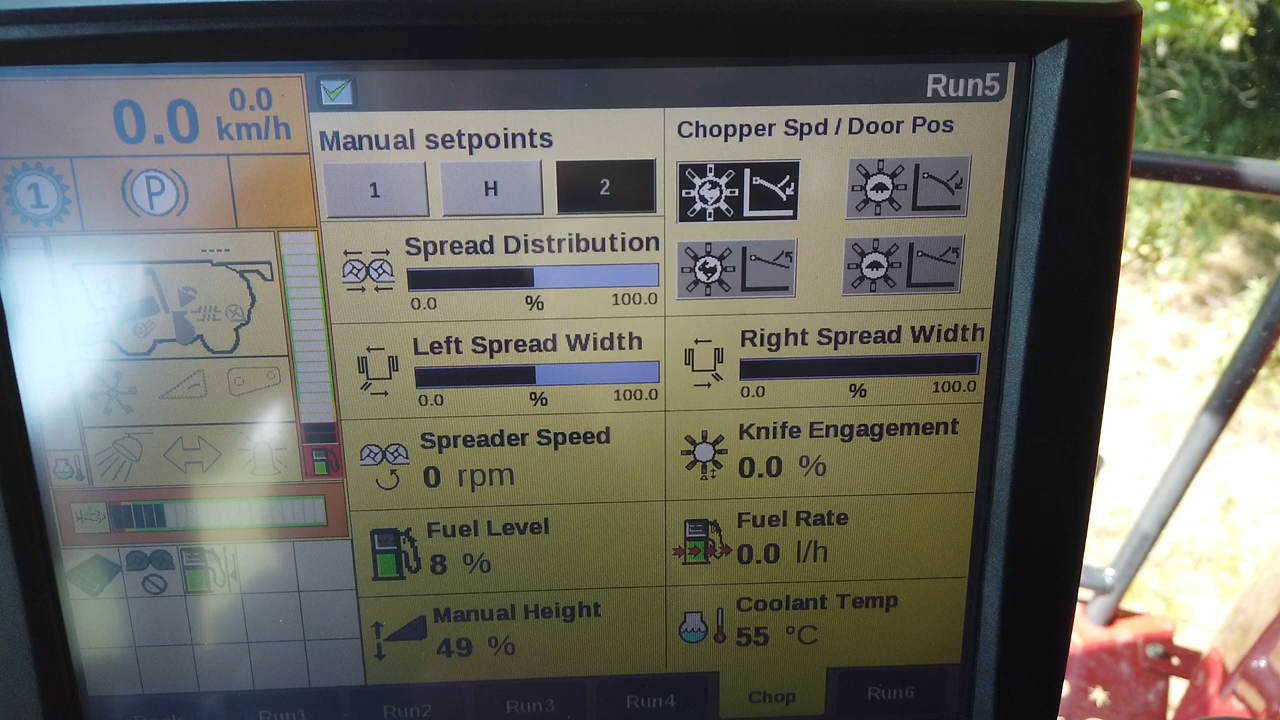 Run5
0.0
0.0
km/h
1
P
Manual setpoints
1
H
2
Chopper Spd / Door Pos
----
Spread Distribution
0.0 % 100.0
Left Spread Width
0.0 % 100.0
Right Spread Width
0.0 % 100.0
Spreader Speed
0 rpm
Knife Engagement
0.0 %
Fuel Level
8 %
Fuel Rate
0.0 l/h
Manual Height
49 %
Coolant Temp
55 °C
Run1
Run2
Run3
Run4
Chop
Run6